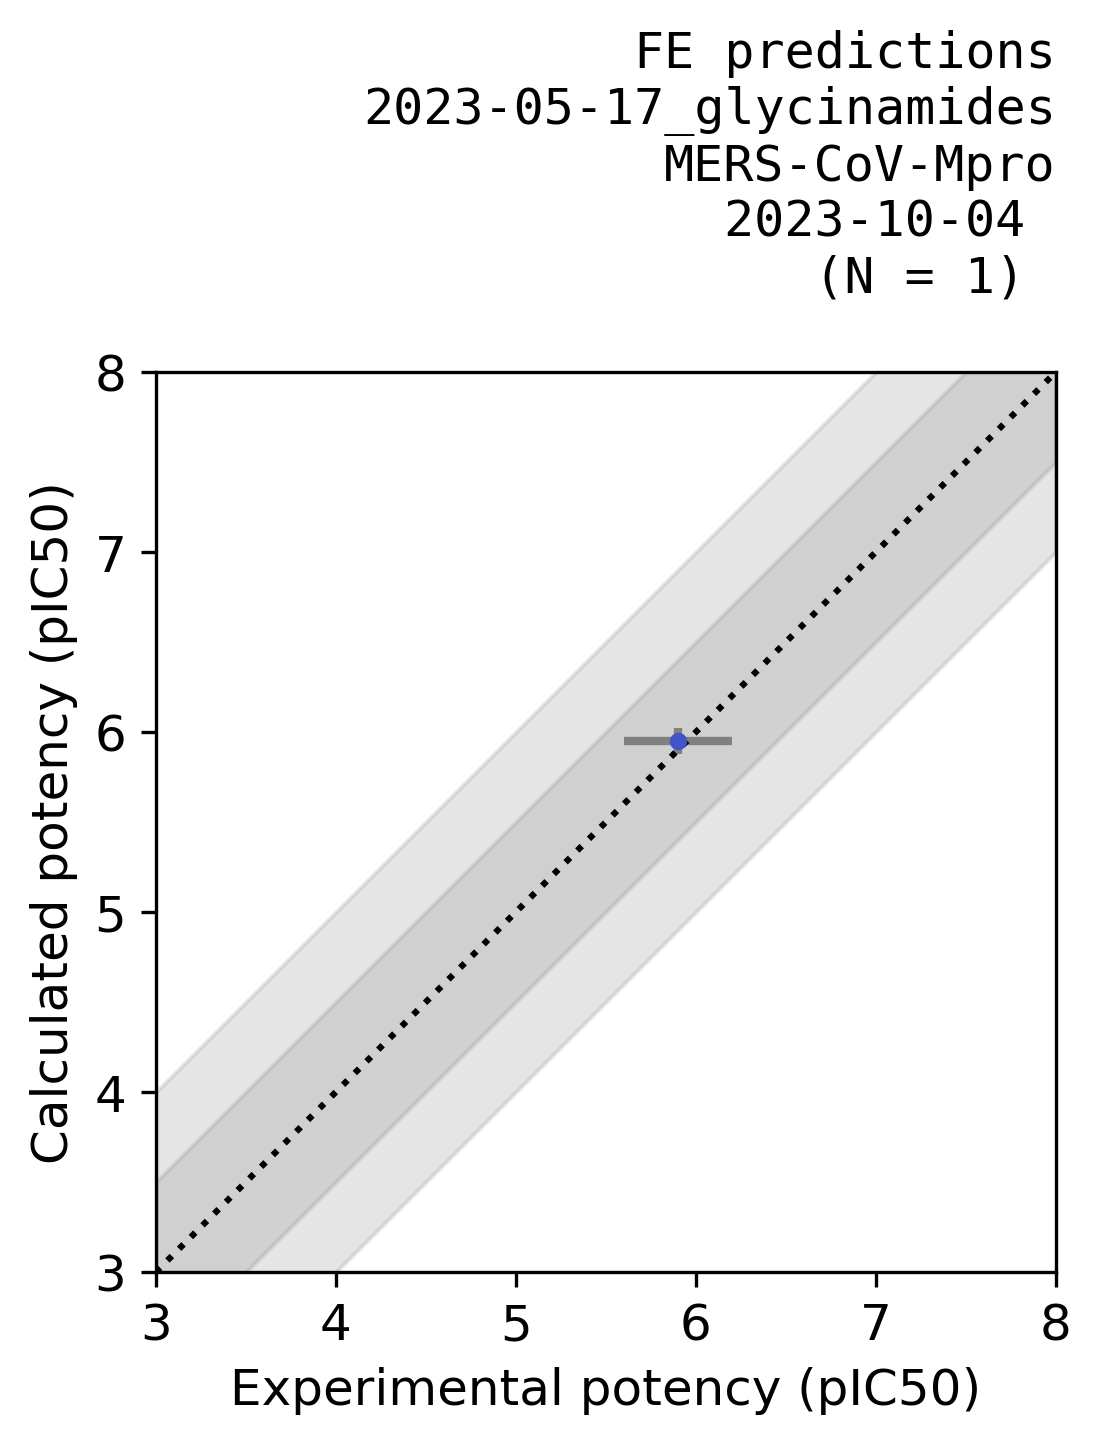 FE predictions
2023-05-17_glycinamides
MERS-CoV-Mpro
2023-10-04
(N = 1)
8
7
6
5
4
3
Calculated potency (pIC50)
3 4 5 6 7 8
Experimental potency (pIC50)